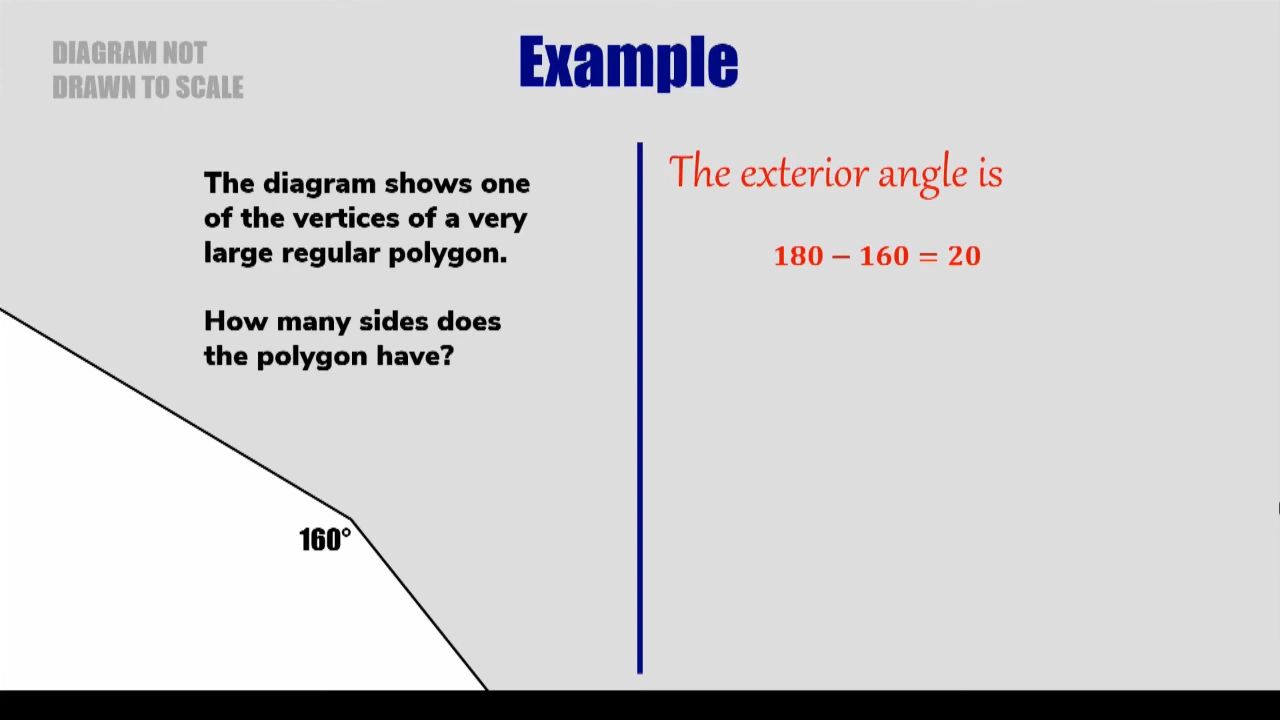 DIAGRAM NOT
DRAWN TO SCALE
Example
The diagram shows one
of the vertices of a very
large regular polygon.
How many sides does
the polygon have?
160°
The exterior angle is
180 − 160 = 20